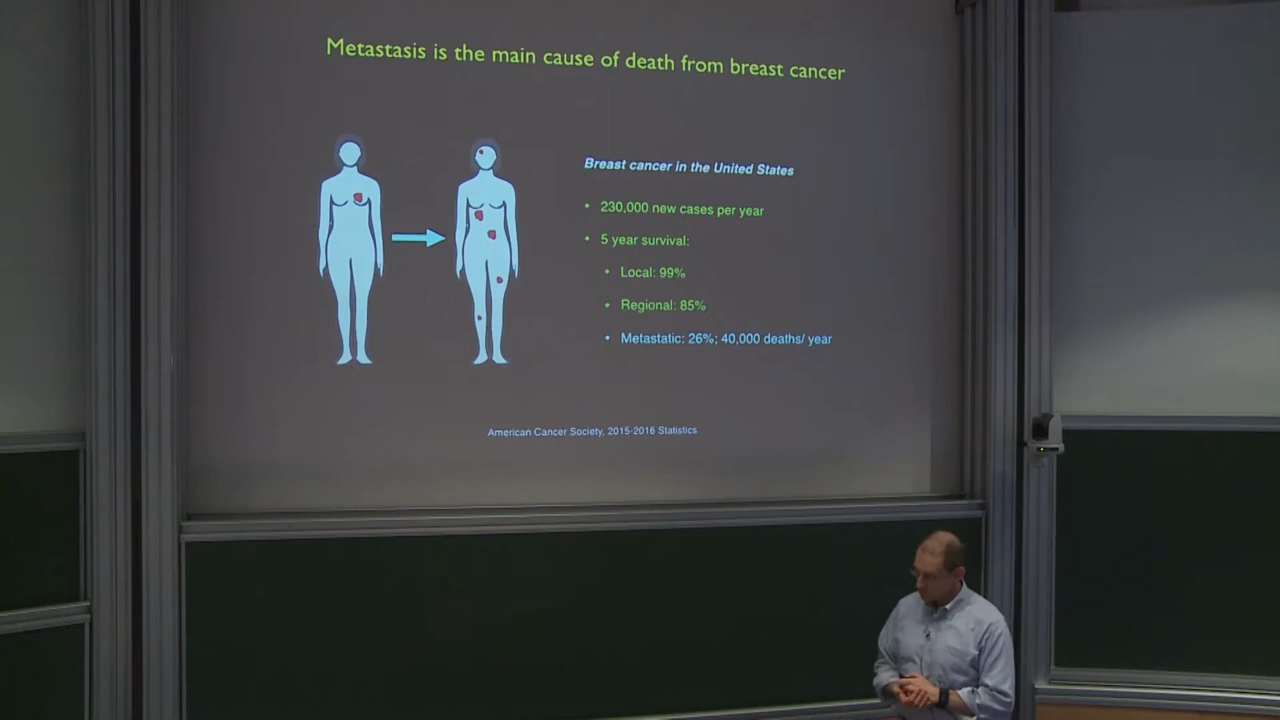 Metastasis is the main cause of death from breast cancer
Breast cancer in the United States
• 230,000 new cases per year
• 5 year survival:
• Local: 99%
• Regional: 85%
• Metastatic: 26%; 40,000 deaths/ year
American Cancer Society, 2015-2016 Statistics